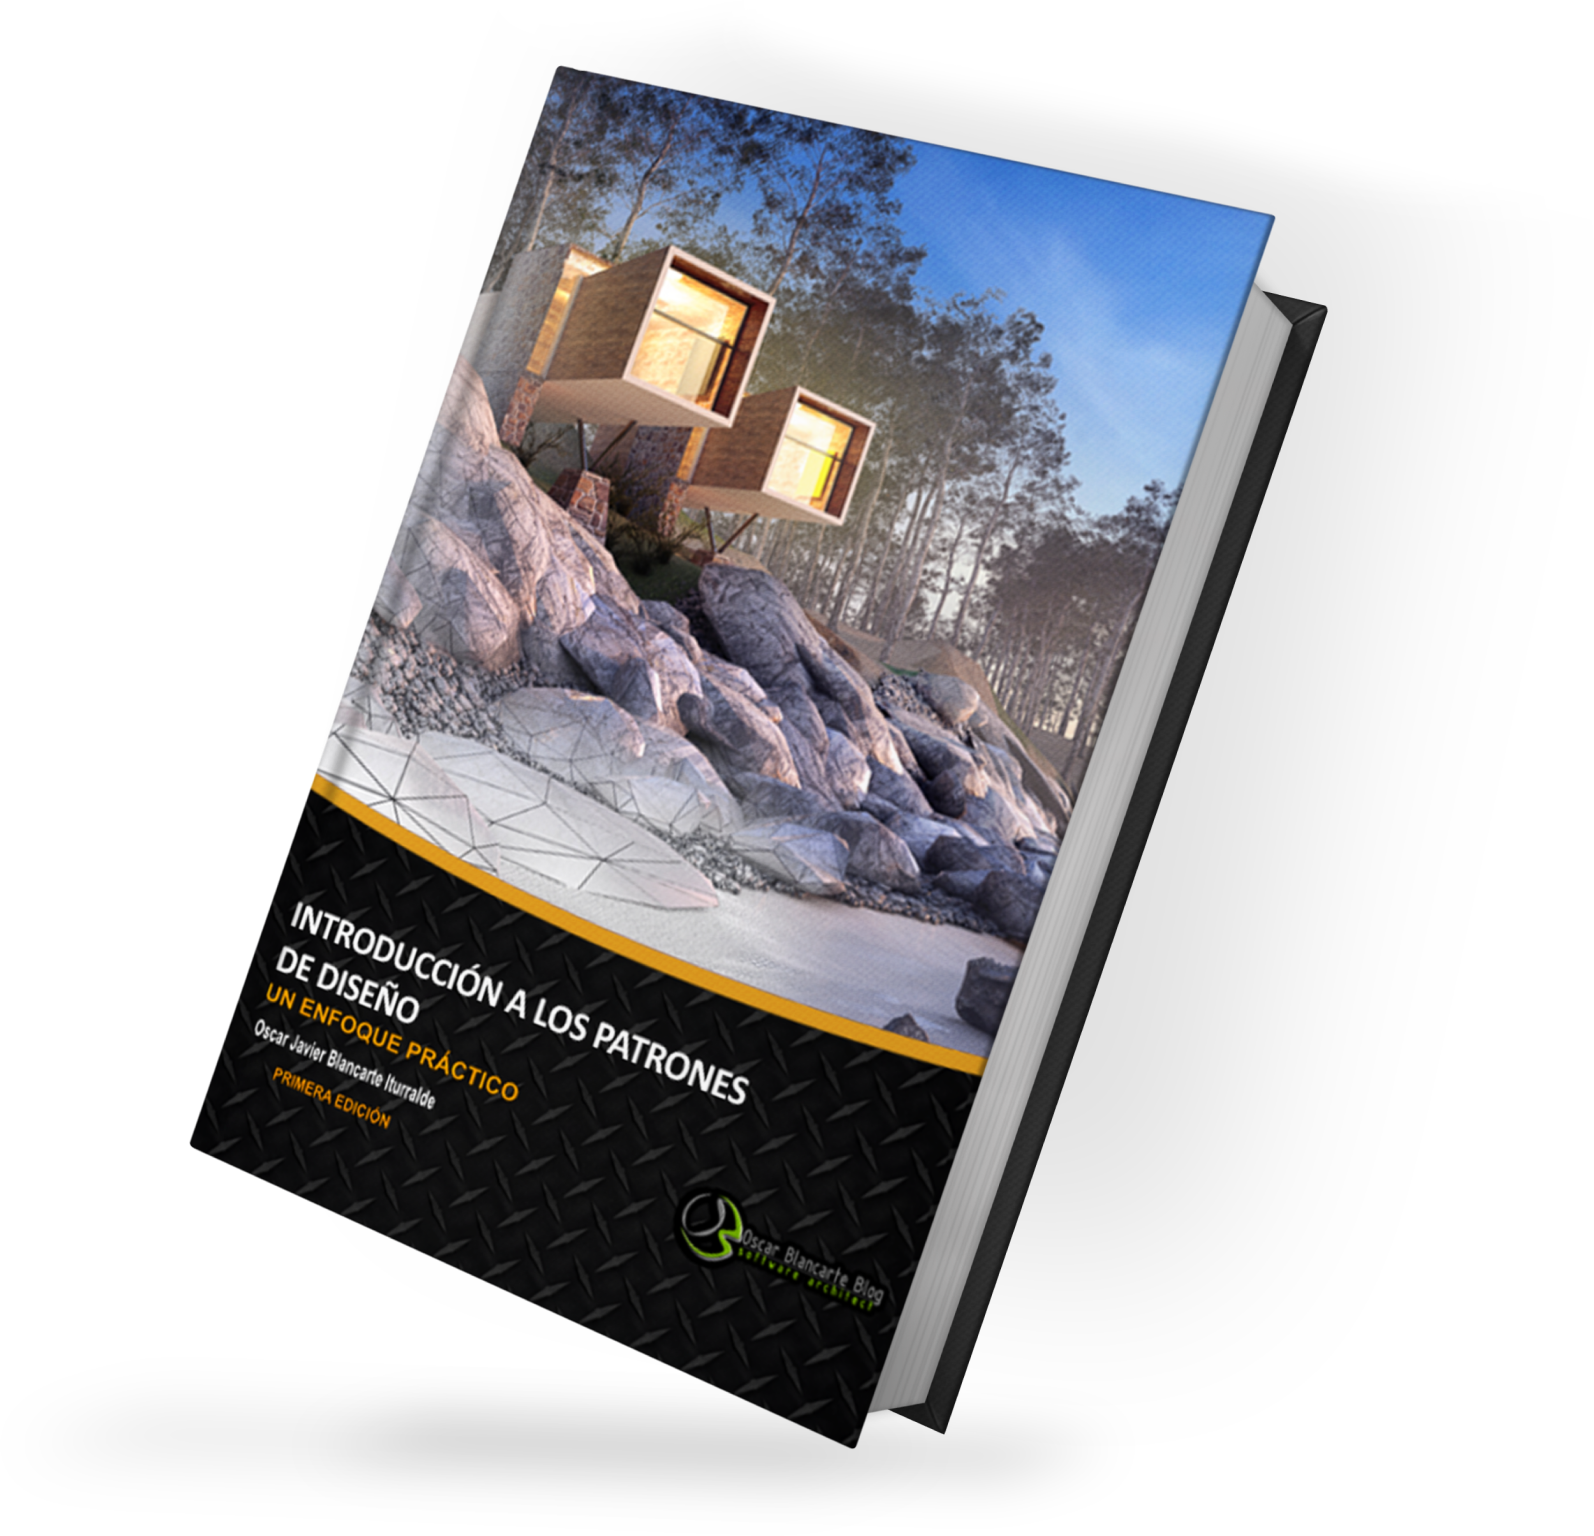 INTRODUCCIÓN A LOS PATRONES
DE DISEÑO
UN ENFOQUE PRÁCTICO
Oscar Javier Blancarte Iturralde
PRIMERA EDICIÓN
Oscar Blancarte Blog
software architect